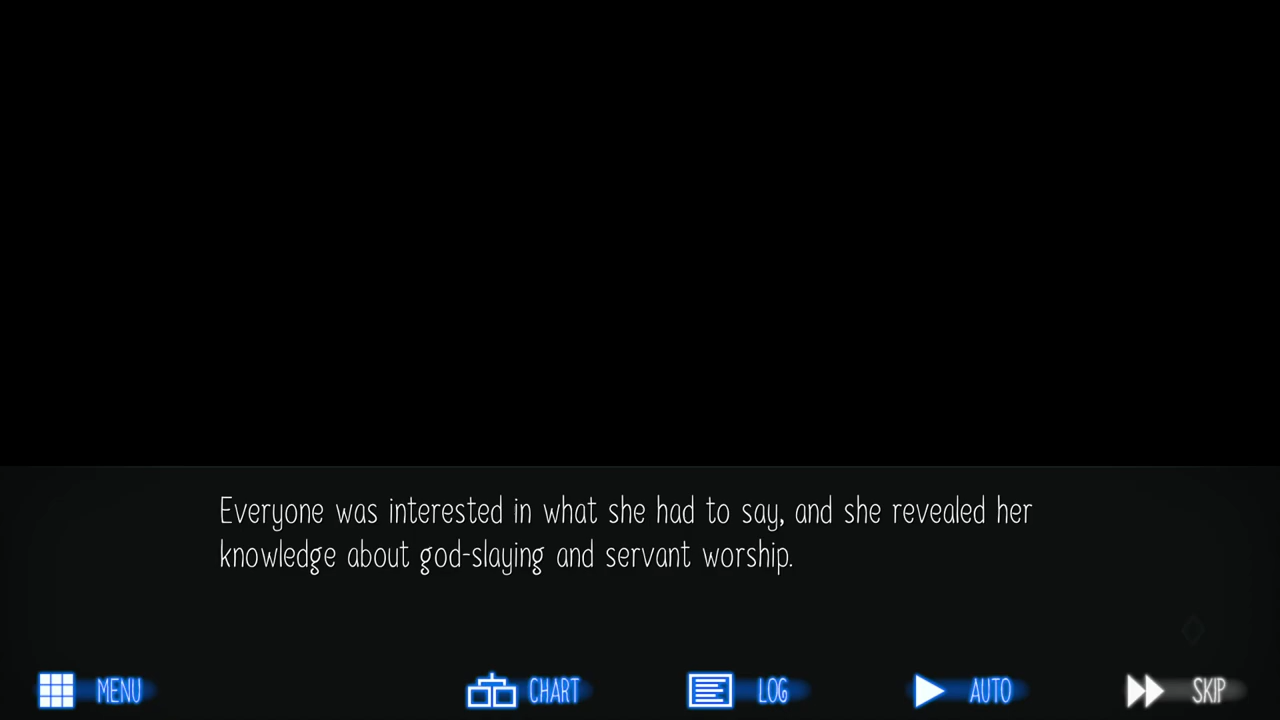 Everyone was interested in what she had to say, and she revealed her
knowledge about god-slaying and servant worship.
MENU
CHART
LOG
AUTO
SKIP